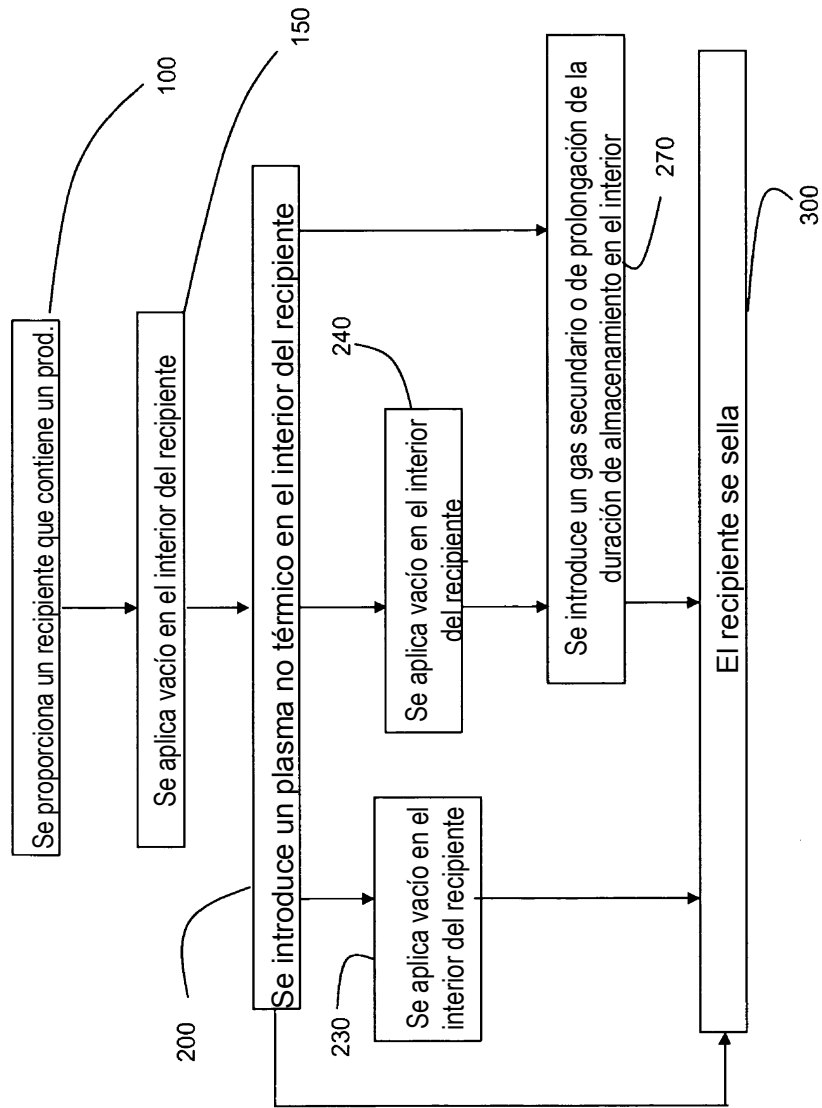 Se proporciona un recipiente que contiene un prod.
100
Se aplica vacío en el interior del recipiente
150
Se introduce un plasma no térmico en el interior del recipiente
200
Se aplica vacío en el
interior del recipiente
230
Se aplica vacío en el interior
del recipiente
240
Se introduce un gas secundario o de prolongación de la
duración de almacenamiento en el interior
270
El recipiente se sella
300